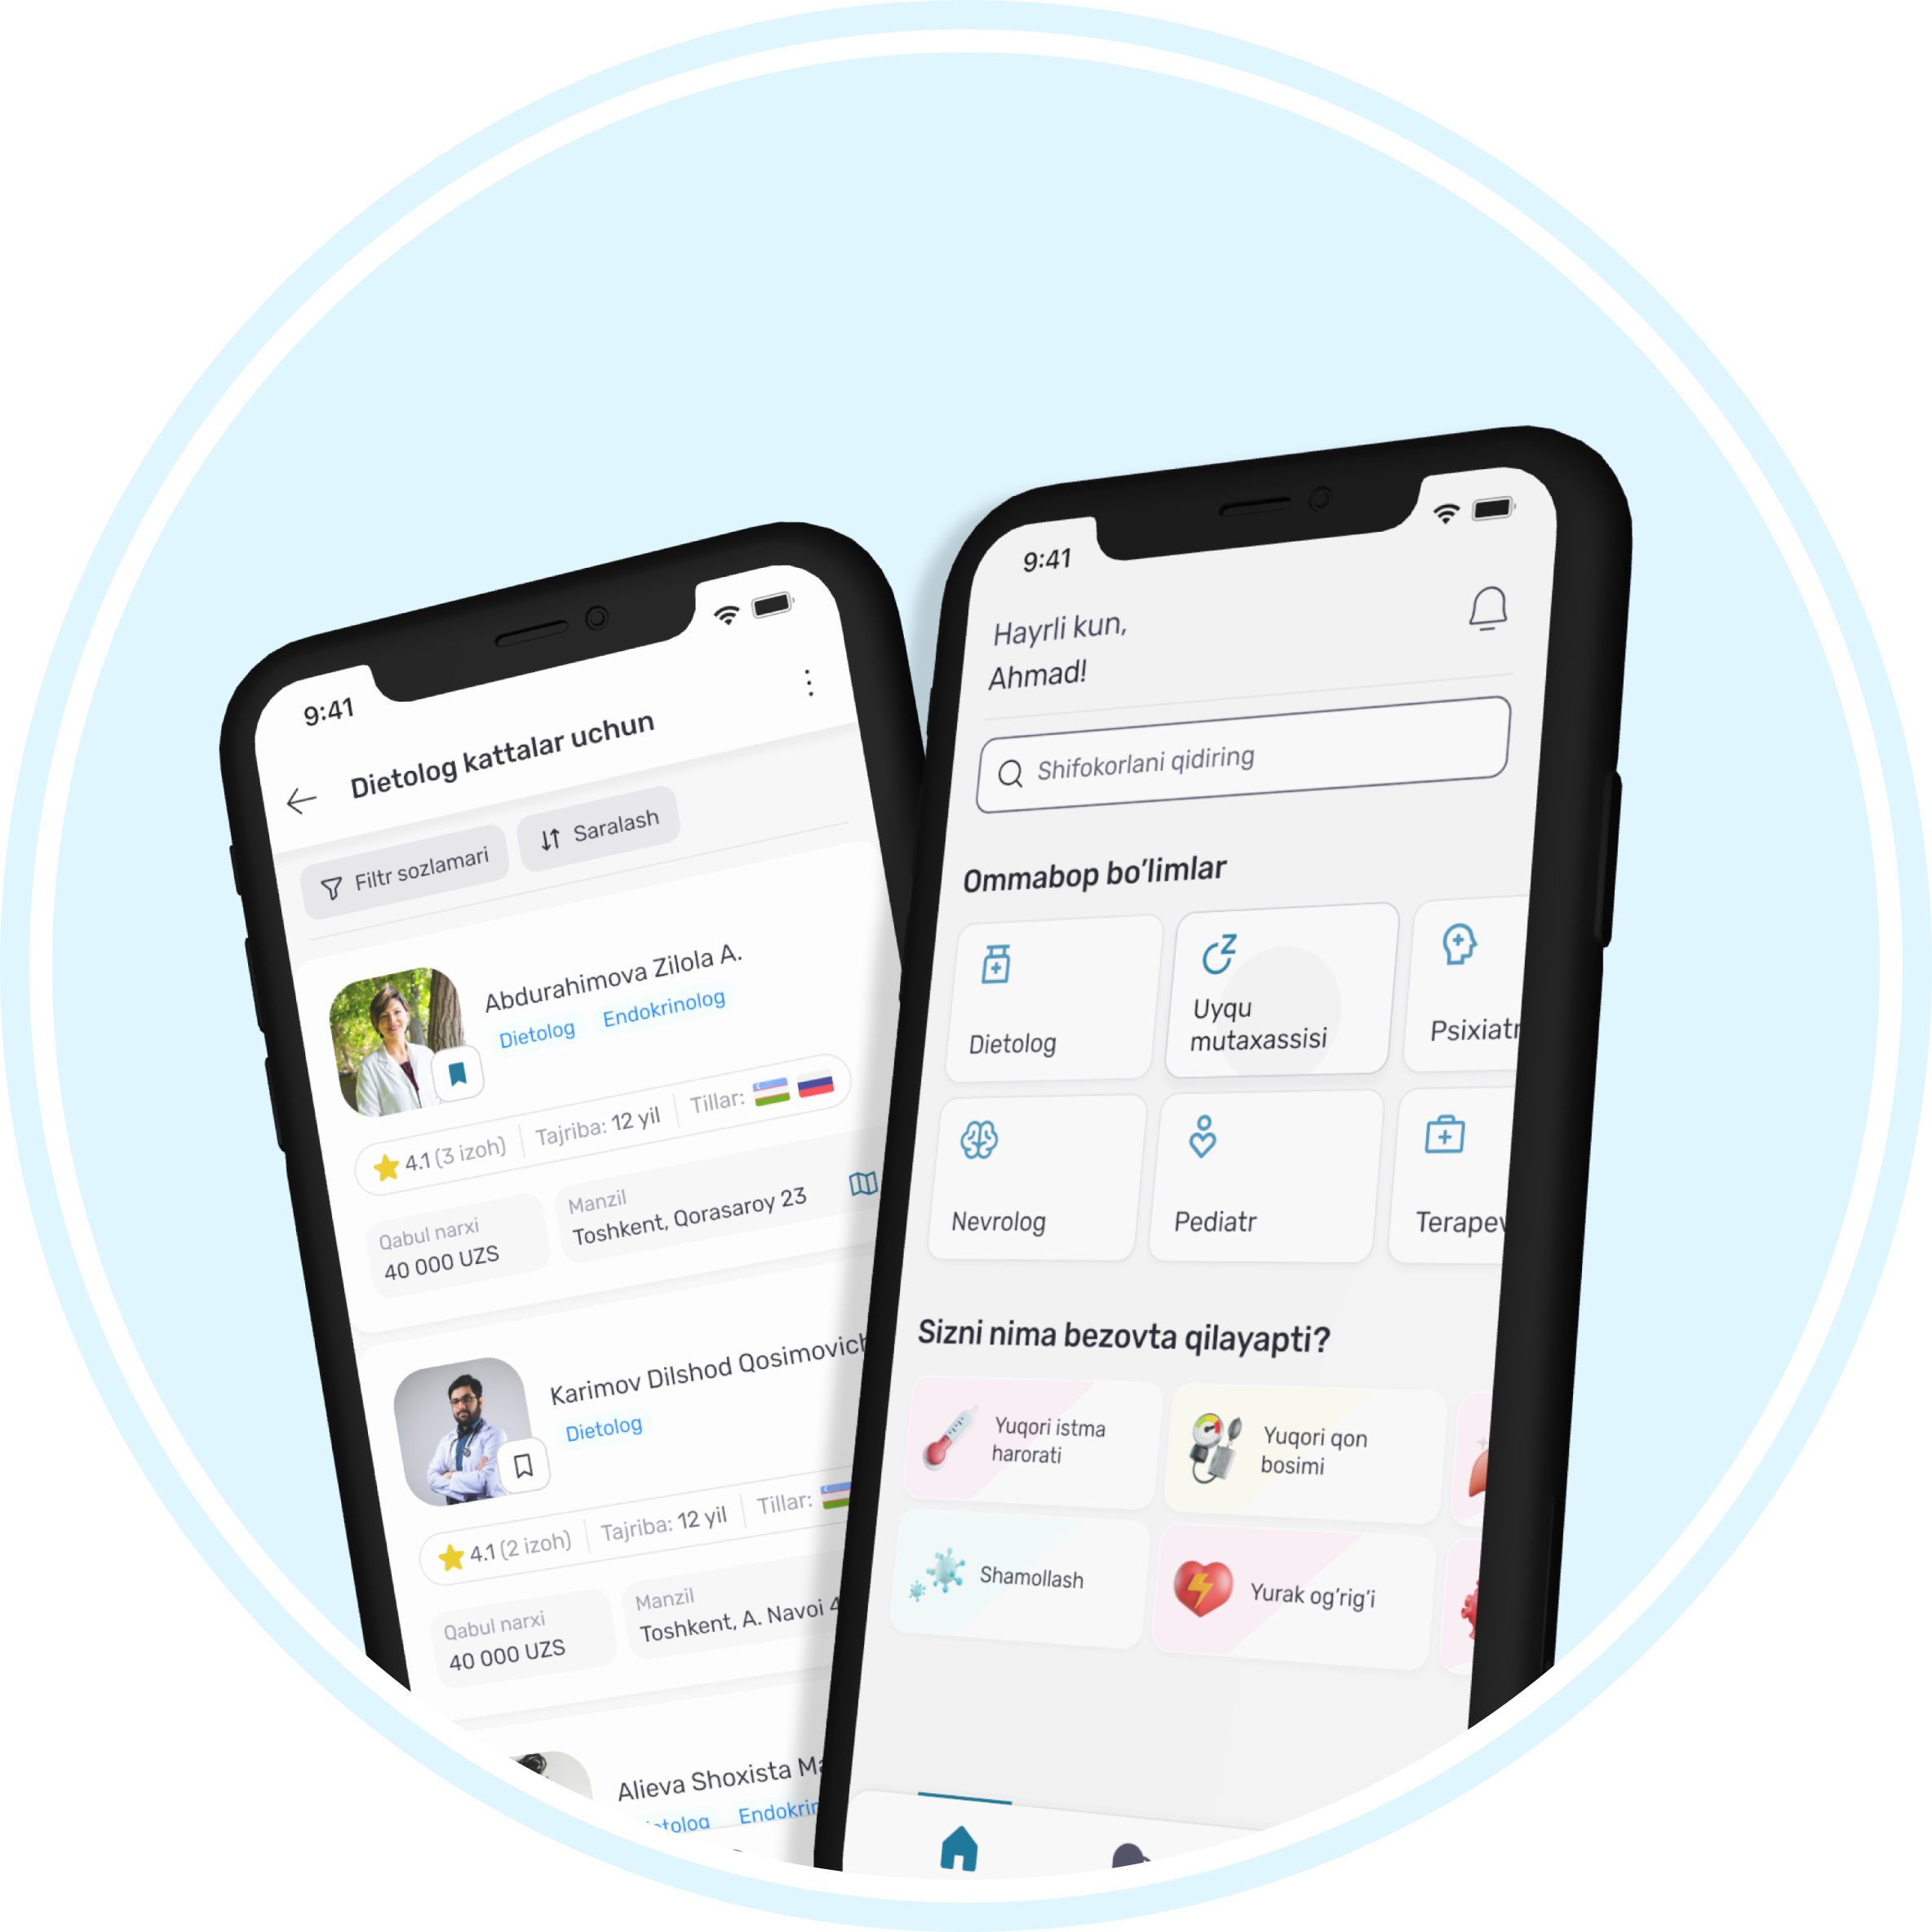 9:41
Dietolog kattalar uchun
Filtr sozlamari
Saralash
Abdurahimova Zilola A.
Dietolog Endokrinolog
4.1 (3 izoh) Tajriba: 12 yil Tillar:
Qabul narxi
40 000 UZS
Manzil
Toshkent, Qorasaroy 23
Karimov Dilshod Qosimovich
Dietolog
4.1 (2 izoh) Tajriba: 12 yil Tillar:
Qabul narxi
40 000 UZS
Manzil
Toshkent, A. Navoi 4
Alieva Shoxista
9:41
Hayrli kun,
Ahmad!
Shifokorlani qidiring
Ommabop bo'limlar
Dietolog
Uyqu
mutaxassisi
Psixiatr
Nevrolog
Pediatr
Sizni nima bezovta qilayapti?
Yuqori istma
harorati
Yuqori qon
bosimi
Shamollash
Yurak og'rig'i